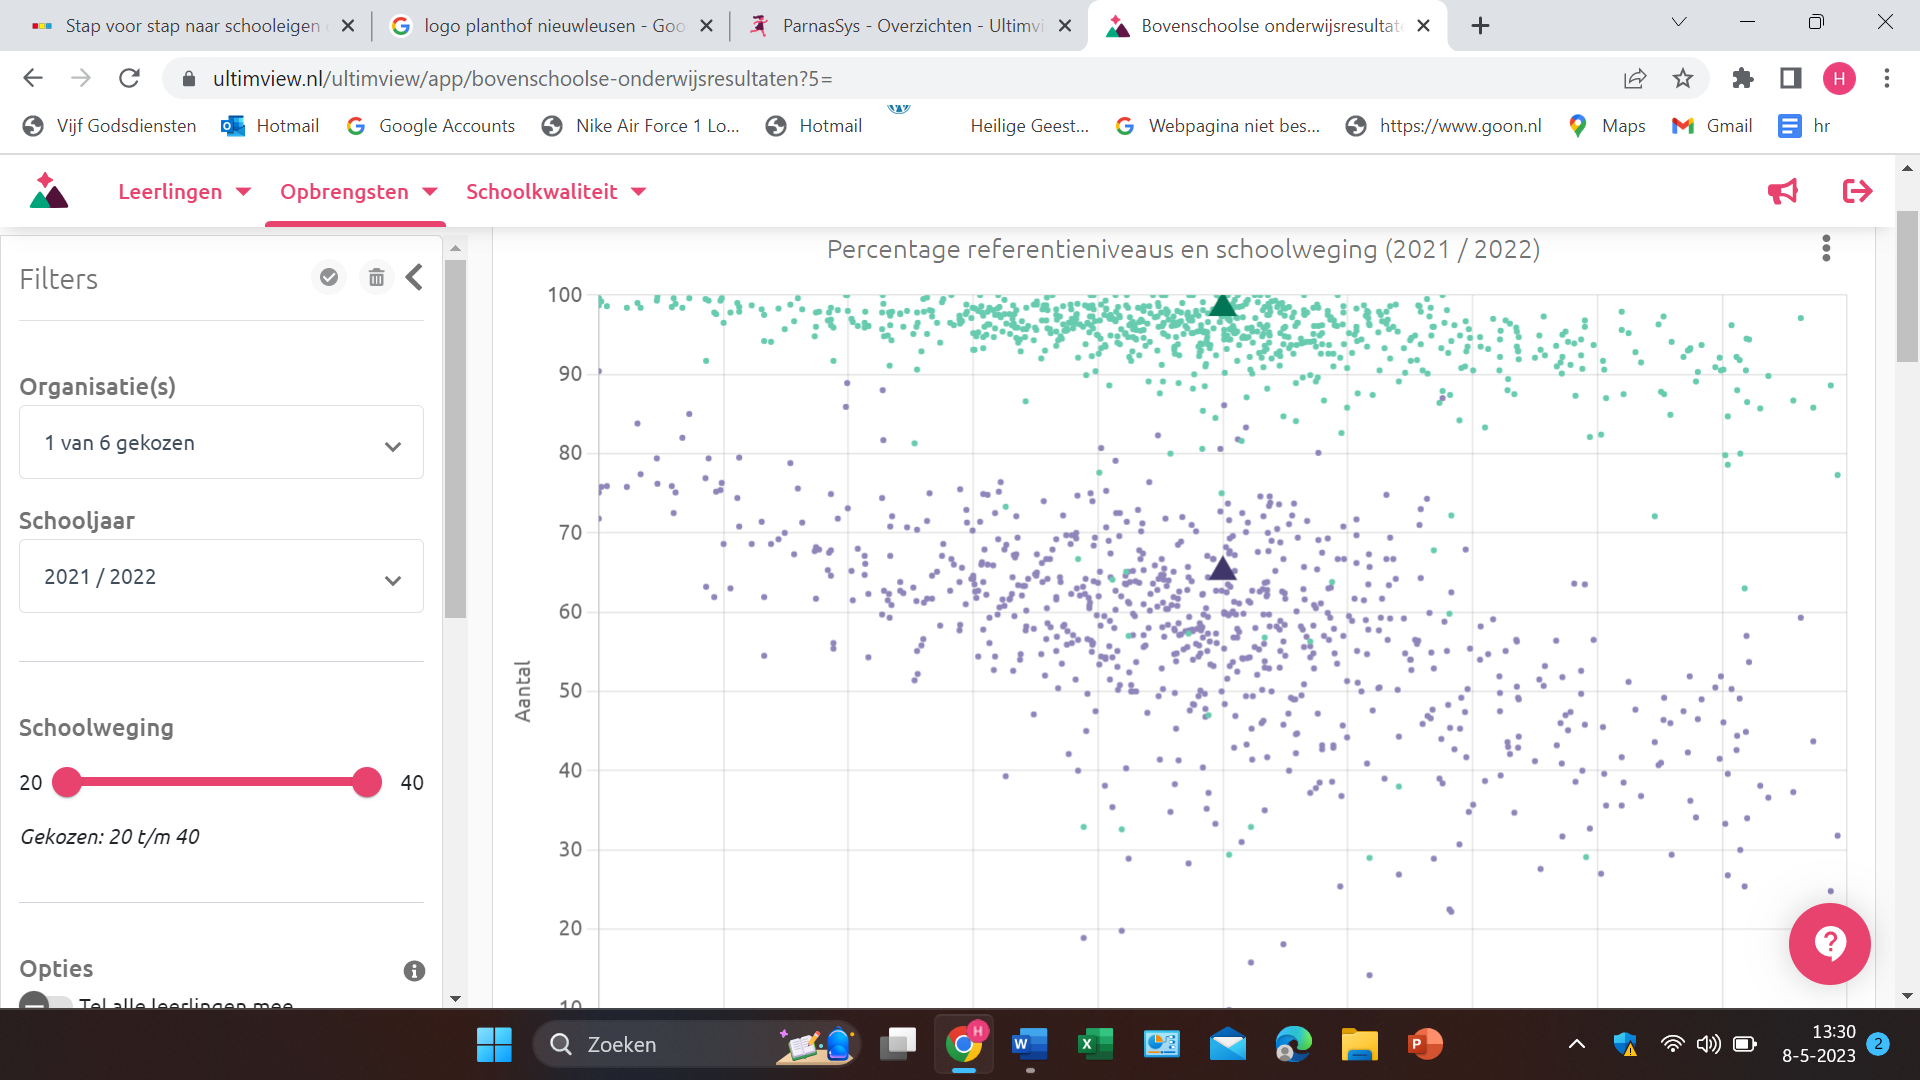 Stap voor stap naar schooleigen
logo planthof nieuwleusen - Goo
ParnasSys - Overzichten - Ultimvi
Bovenschoolse onderwijsresultate
ultimview.nl/ultimview/app/bovenschoolse-onderwijsresultaten?5=
H
Vijf Godsdiensten
Hotmail
Google Accounts
Nike Air Force 1 Lo...
Hotmail
Heilige Geest...
Webpagina niet bes...
https://www.goon.nl
Maps
Gmail
hr
Leerlingen
Opbrengsten
Schoolkwaliteit
Filters
Organisatie(s)
1 van 6 gekozen
Schooljaar
2021 / 2022
Schoolweging
20
40
Gekozen: 20 t/m 40
Opties
Tel alle leerlingen mee
Percentage referentieniveaus en schoolweging (2021 / 2022)
Aantal
100
90
80
70
60
50
40
30
20
10
Zoeken
H
13:30
8-5-2023
2